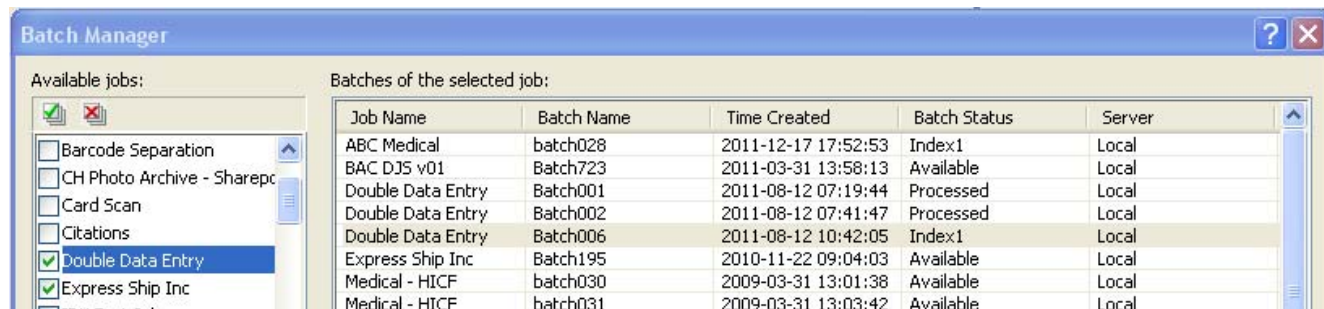 Batch Manager
Available jobs:
Barcode Separation
CH Photo Archive - Sharepo
Card Scan
Citations
Double Data Entry
Express Ship Inc
Batches of the selected job:
Job Name Batch Name Time Created Batch Status Server
ABC Medical batch028 2011-12-17 17:52:53 Index1 Local
BAC DJS v01 Batch723 2011-03-31 13:58:13 Available Local
Double Data Entry Batch001 2011-08-12 07:19:44 Processed Local
Double Data Entry Batch002 2011-08-12 07:41:47 Processed Local
Double Data Entry Batch006 2011-08-12 10:42:05 Index1 Local
Express Ship Inc Batch195 2010-11-22 09:04:03 Available Local
Medical - HICF batch030 2009-03-31 13:01:38 Available Local
Medical - HICF batch031 2009-03-31 13:03:42 Available Local